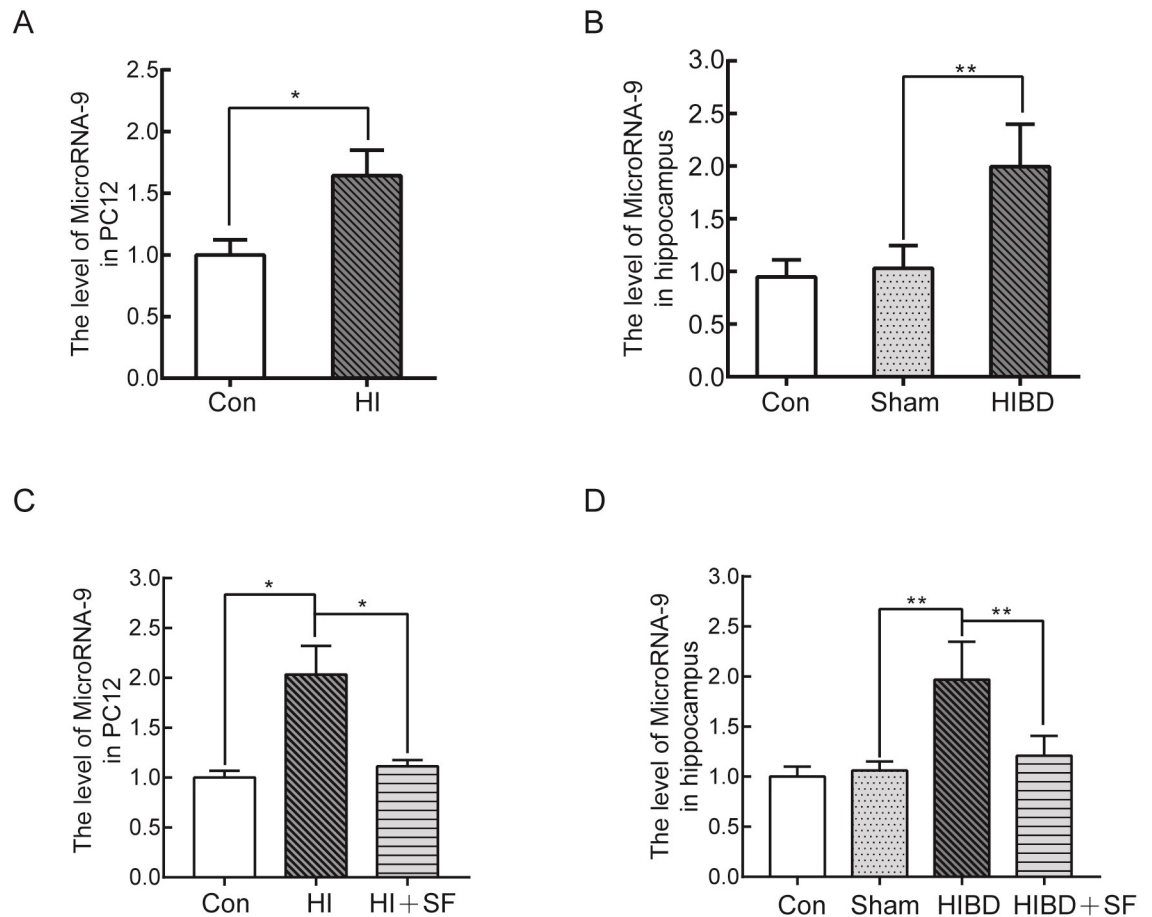 A
The level of MicroRNA-9
in PC12
2.5
2.0
1.5
1.0
0.5
0.0
*
Con HI
B
The level of MicroRNA-9
in hippocampus
3.0
2.5
2.0
1.5
1.0
0.5
0.0
**
Con Sham HIBD
C
The level of MicroRNA-9
in PC12
3.0
2.5
2.0
1.5
1.0
0.5
0.0
* *
Con HI HI+SF
D
The level of MicroRNA-9
in hippocampus
3.0
2.5
2.0
1.5
1.0
0.5
0.0
** **
Con Sham HIBD HIBD+SF